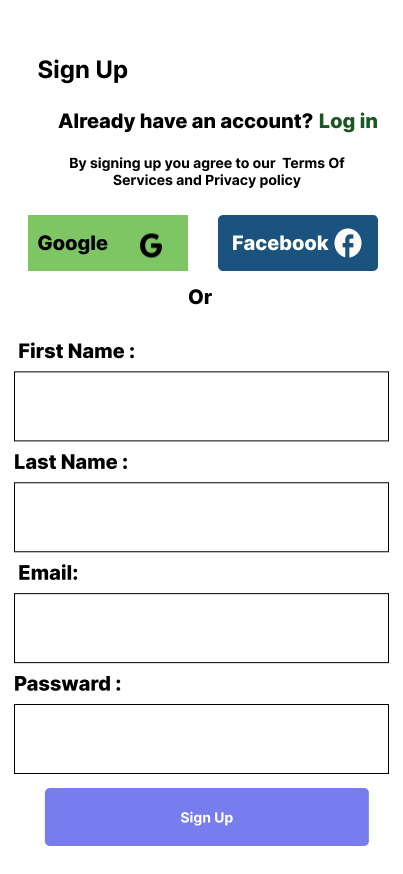 Sign Up
Already have an account? Log in
By signing up you agree to our  Terms Of
Services and Privacy policy
Google G
Facebook
Or
First Name :
Last Name :
Email:
Passward :
Sign Up